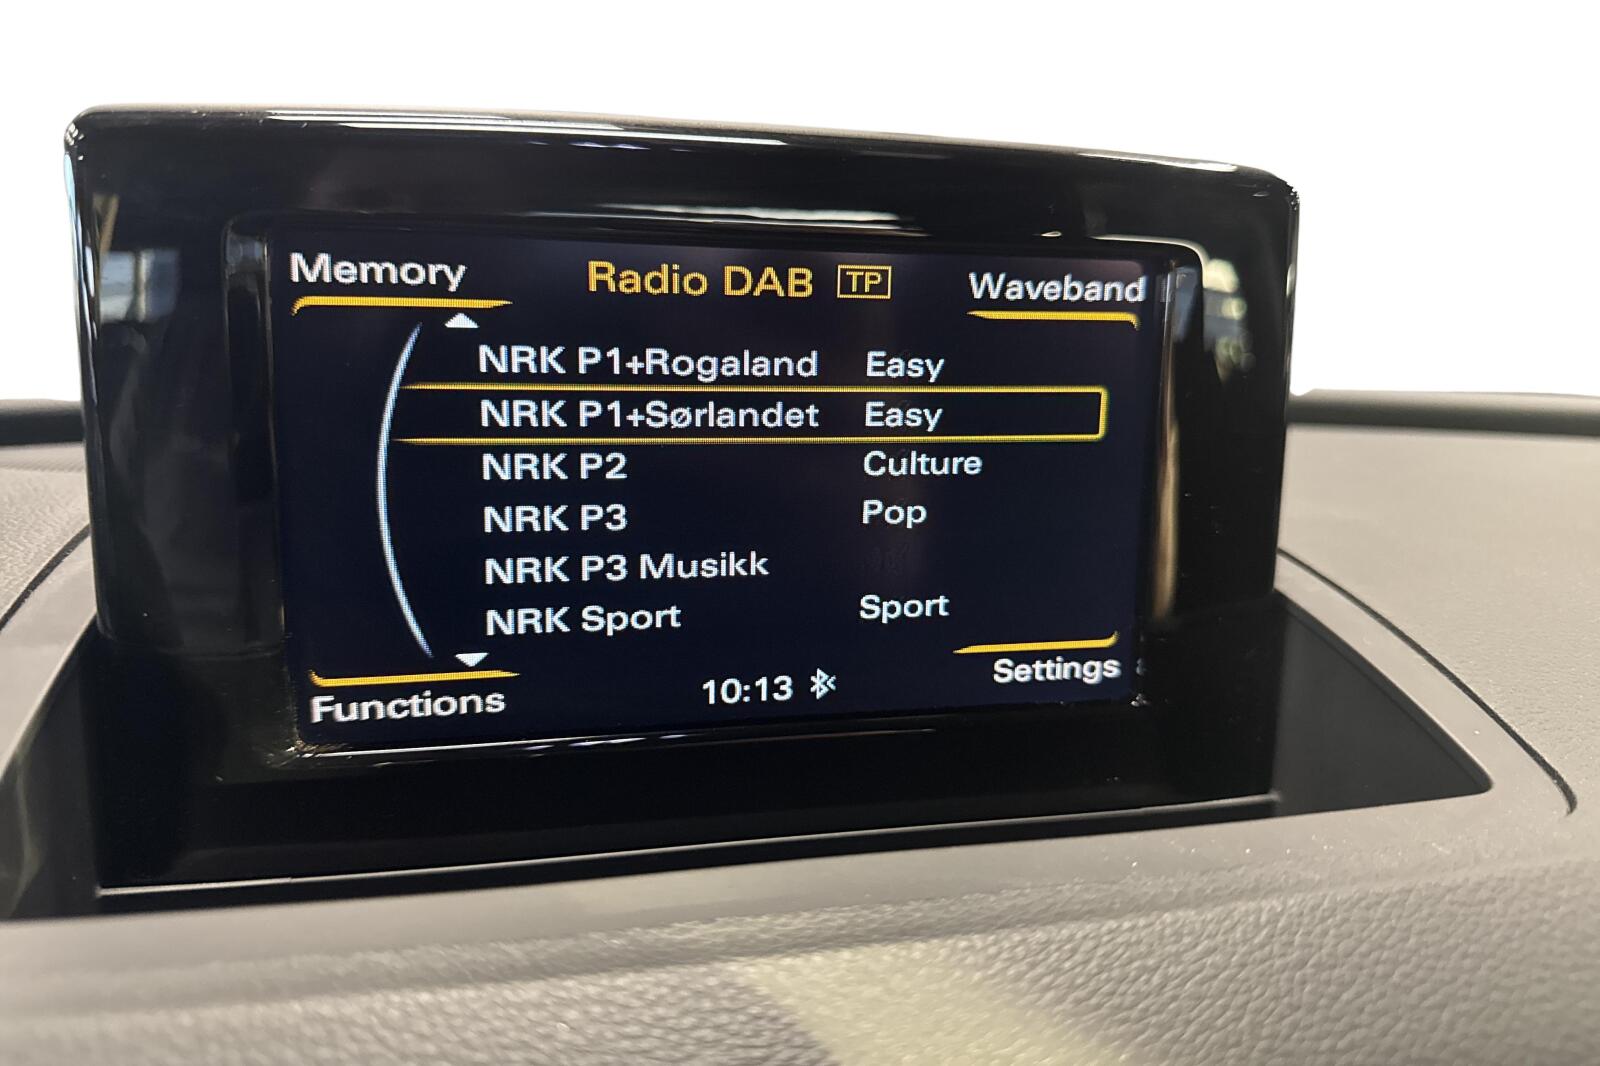 Memory Radio DAB TP Waveband
NRK P1+Rogaland Easy
NRK P1+Sørlandet Easy
NRK P2 Culture
NRK P3 Pop
NRK P3 Musikk
NRK Sport Sport
Functions 10:13 Settings